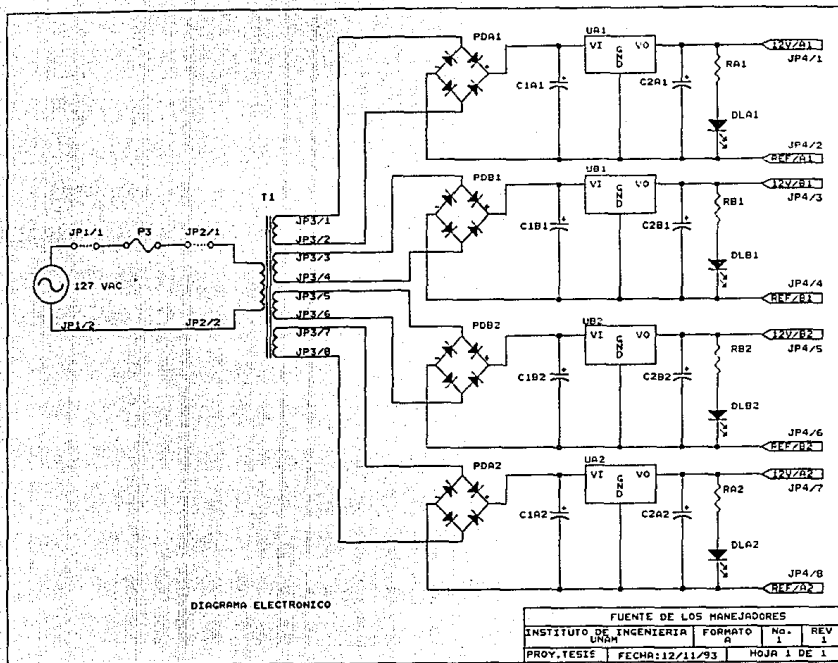 PDA1
UA1
VI
GND
VO
C1A1
C2A1
RA1
DLA1
12V/A1
JP4/1
JP4/2
REF/A1
PDB1
UB1
VI
GND
VO
C1B1
C2B1
RB1
DLB1
12V/B1
JP4/3
JP4/4
REF/B1
T1
JP1/1
P3
JP2/1
127 VAC
JP1/2
JP2/2
JP3/1
JP3/2
JP3/3
JP3/4
JP3/5
JP3/6
JP3/7
JP3/8
PDB2
UB2
VI
GND
VO
C1B2
C2B2
RB2
DLB2
12V/B2
JP4/5
JP4/6
REF/B2
PDA2
UA2
VI
GND
VO
C1A2
C2A2
RA2
DLA2
12V/A2
JP4/7
JP4/8
REF/A2
DIAGRAMA ELECTRONICO
FUENTE DE LOS MANEJADORES
INSTITUTO DE INGENIERIA
UNAM
FORMATO
A
No.
1
REV
1
PROY.TESIS
FECHA:12/11/93
HOJA 1 DE 1